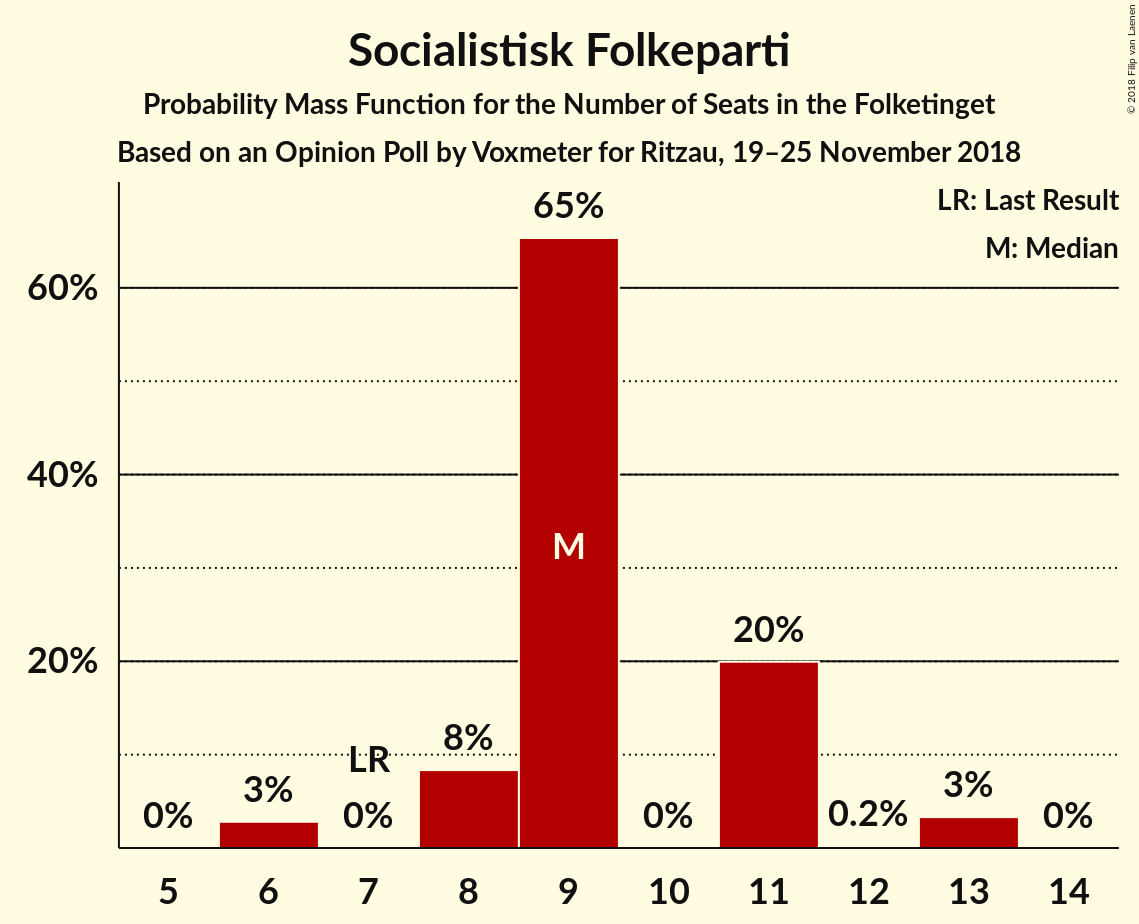 Socialistisk Folkeparti
Probability Mass Function for the Number of Seats in the Folketinget
Based on an Opinion Poll by Voxmeter for Ritzau, 19–25 November 2018
© 2018 Filip van Laenen
LR: Last Result
M: Median
65%
60%
40%
M
20%
20%
8%
LR
3%
3%
0%
0%
0%
0.2%
0%
5 6 7 8 9 10 11 12 13 14